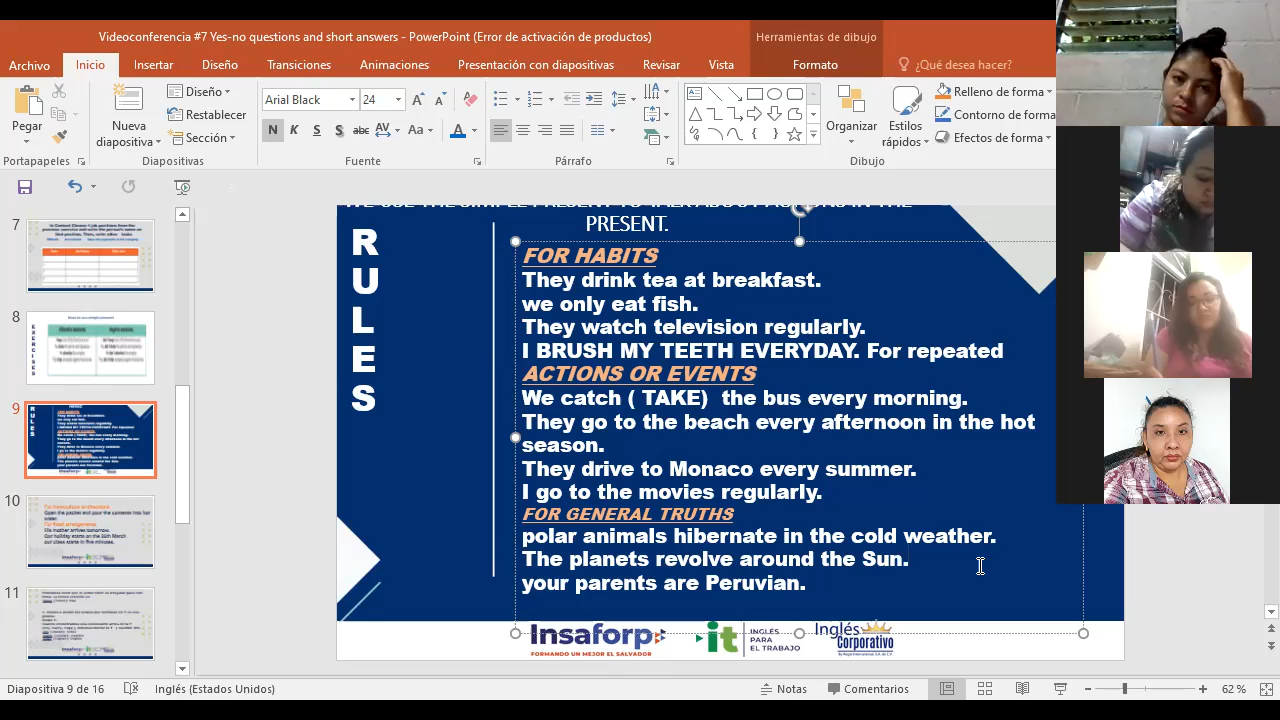 Videoconferencia #7 Yes-no questions and short answers - PowerPoint (Error de activación de productos)
Herramientas de dibujo
Archivo Inicio Insertar Diseño Transiciones Animaciones Presentación con diapositivas Revisar Vista Formato ¿Qué desea hacer?
Pegar
Nueva diapositiva
Diseño
Restablecer
Sección
Arial Black 24
N K S S abc AV Aa A
Organizar
Estilos rápidos
Relleno de forma
Contorno de forma
Efectos de forma
Portapapeles Diapositivas Fuente Párrafo Dibujo
7
8
9
10
11
PRESENT.
RULES
FOR HABITS
They drink tea at breakfast.
we only eat fish.
They watch television regularly.
I BRUSH MY TEETH EVERYDAY. For repeated
ACTIONS OR EVENTS
We catch ( TAKE) the bus every morning.
They go to the beach every afternoon in the hot
season.
They drive to Monaco every summer.
I go to the movies regularly.
FOR GENERAL TRUTHS
polar animals hibernate in the cold weather.
The planets revolve around the Sun.
your parents are Peruvian.
Insaforp
FORMANDO UN MEJOR EL SALVADOR
it
INGLES
PARA
EL TRABAJO
Inglés
Corporativo
Diapositiva 9 de 16 Inglés (Estados Unidos) Notas Comentarios 62 %